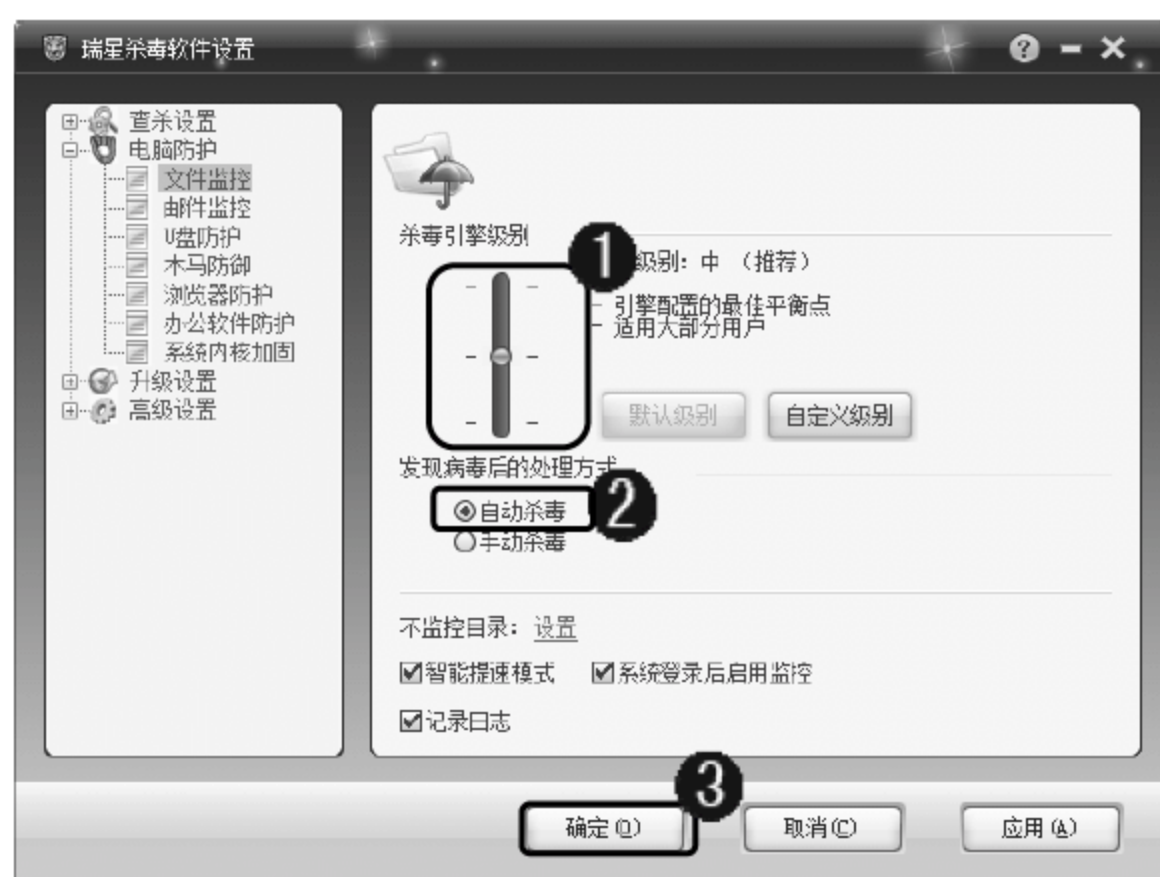 瑞星杀毒软件设置
查杀设置
电脑防护
文件监控
邮件监控
U盘防护
木马防御
浏览器防护
办公软件防护
系统内核加固
升级设置
高级设置
杀毒引擎级别
1
级别：中 （推荐）
引擎配置的最佳平衡点
适用大部分用户
默认级别 自定义级别
发现病毒后的处理方式
自动杀毒
2
手动杀毒
不监控目录： 设置
智能提速模式 系统登录后启用监控
记录日志
3
确定(O) 取消(C) 应用(A)